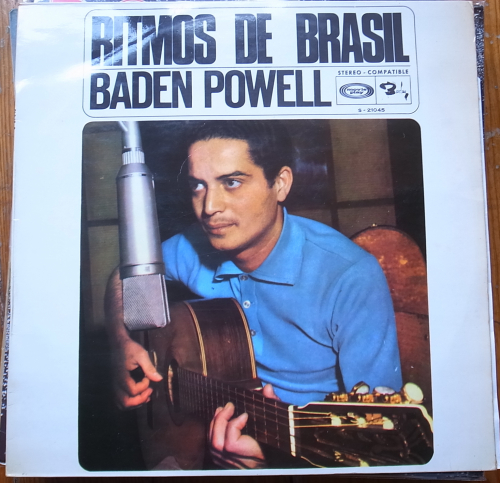 RITMOS DE BRASIL
BADEN POWELL
STEREO - COMPATIBLE
S - 21045